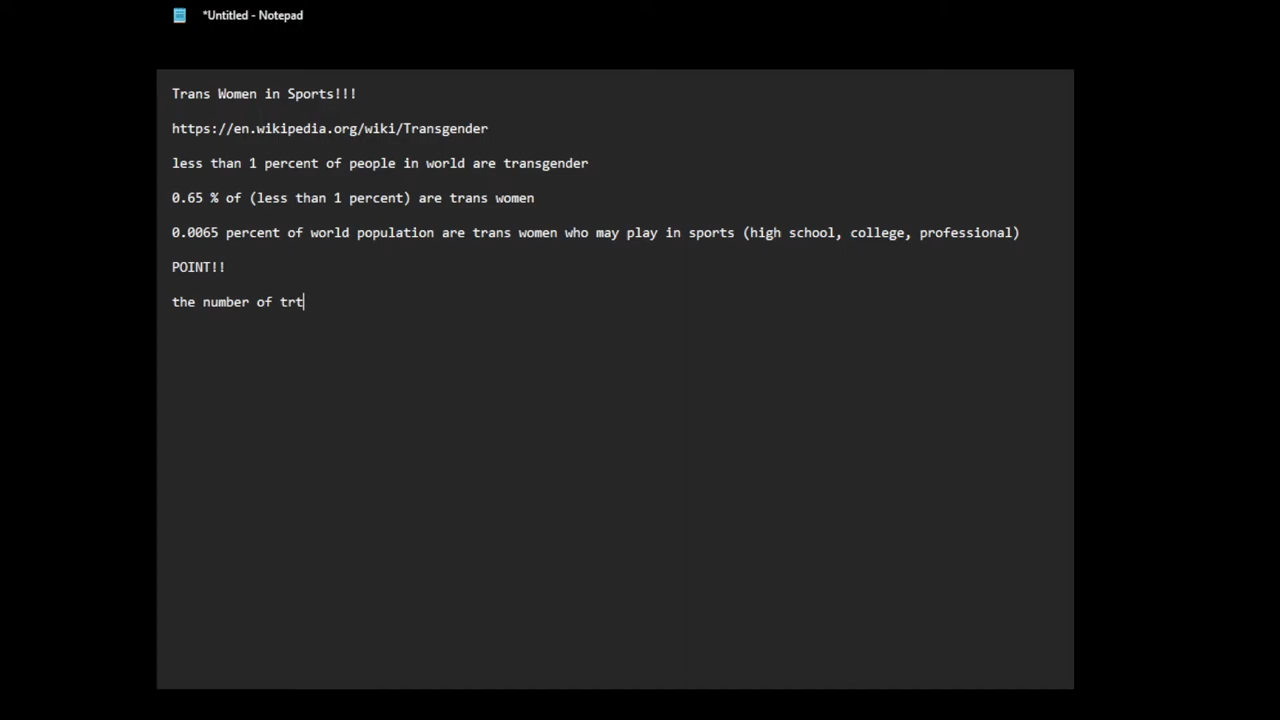 *Untitled - Notepad
Trans Women in Sports!!!
https://en.wikipedia.org/wiki/Transgender
less than 1 percent of people in world are transgender
0.65 % of (less than 1 percent) are trans women
0.0065 percent of world population are trans women who may play in sports (high school, college, professional)
POINT!!
the number of trt